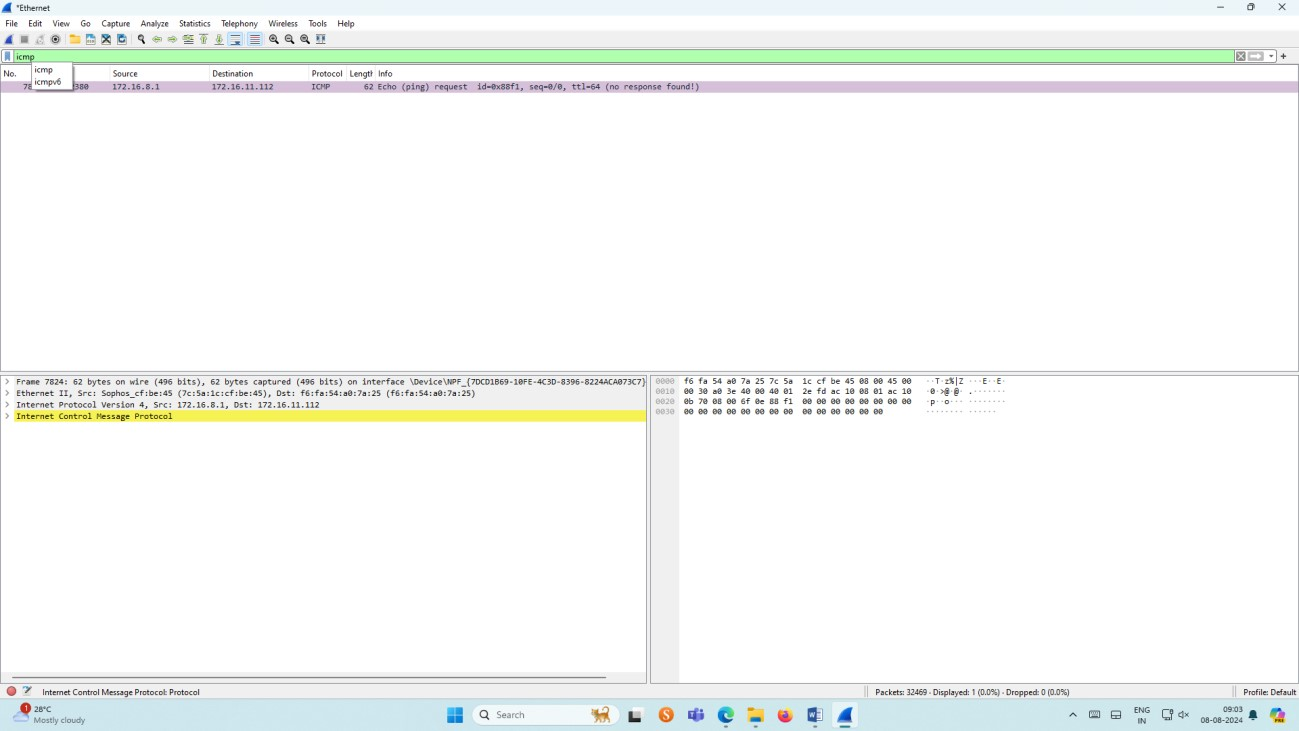 *Ethernet
File Edit View Go Capture Analyze Statistics Telephony Wireless Tools Help
icmp
icmp
icmpv6
No. Source Destination Protocol Length Info
172.16.8.1 172.16.11.112 ICMP 62 Echo (ping) request id=0x88f1, seq=0/0, ttl=64 (no response found!)
Frame 7824: 62 bytes on wire (496 bits), 62 bytes captured (496 bits) on interface \Device\NPF_{7DCD1B69-10FE-4C3D-8396-8224ACA073C7}
Ethernet II, Src: Sophos_cf:be:45 (7c:5a:1c:cf:be:45), Dst: f6:fa:54:a0:7a:25 (f6:fa:54:a0:7a:25)
Internet Protocol Version 4, Src: 172.16.8.1, Dst: 172.16.11.112
Internet Control Message Protocol
0000 f6 fa 54 a0 7a 25 7c 5a 1c cf be 45 08 00 45 00 ··T·z%|Z ···E··E·
0010 00 30 a0 3e 40 00 40 01 2e fd ac 10 08 01 ac 10 ·0·>@·@· .·······
0020 0b 70 08 00 6f 0e 88 f1 00 00 00 00 00 00 00 00 ·p··o··· ········
0030 00 00 00 00 00 00 00 00 00 00 00 00 00 00 ········ ······
Internet Control Message Protocol: Protocol
Packets: 32469 · Displayed: 1 (0.0%) · Dropped: 0 (0.0%)
Profile: Default
1
28°C
Mostly cloudy
Search
ENG
IN
09:03
08-08-2024